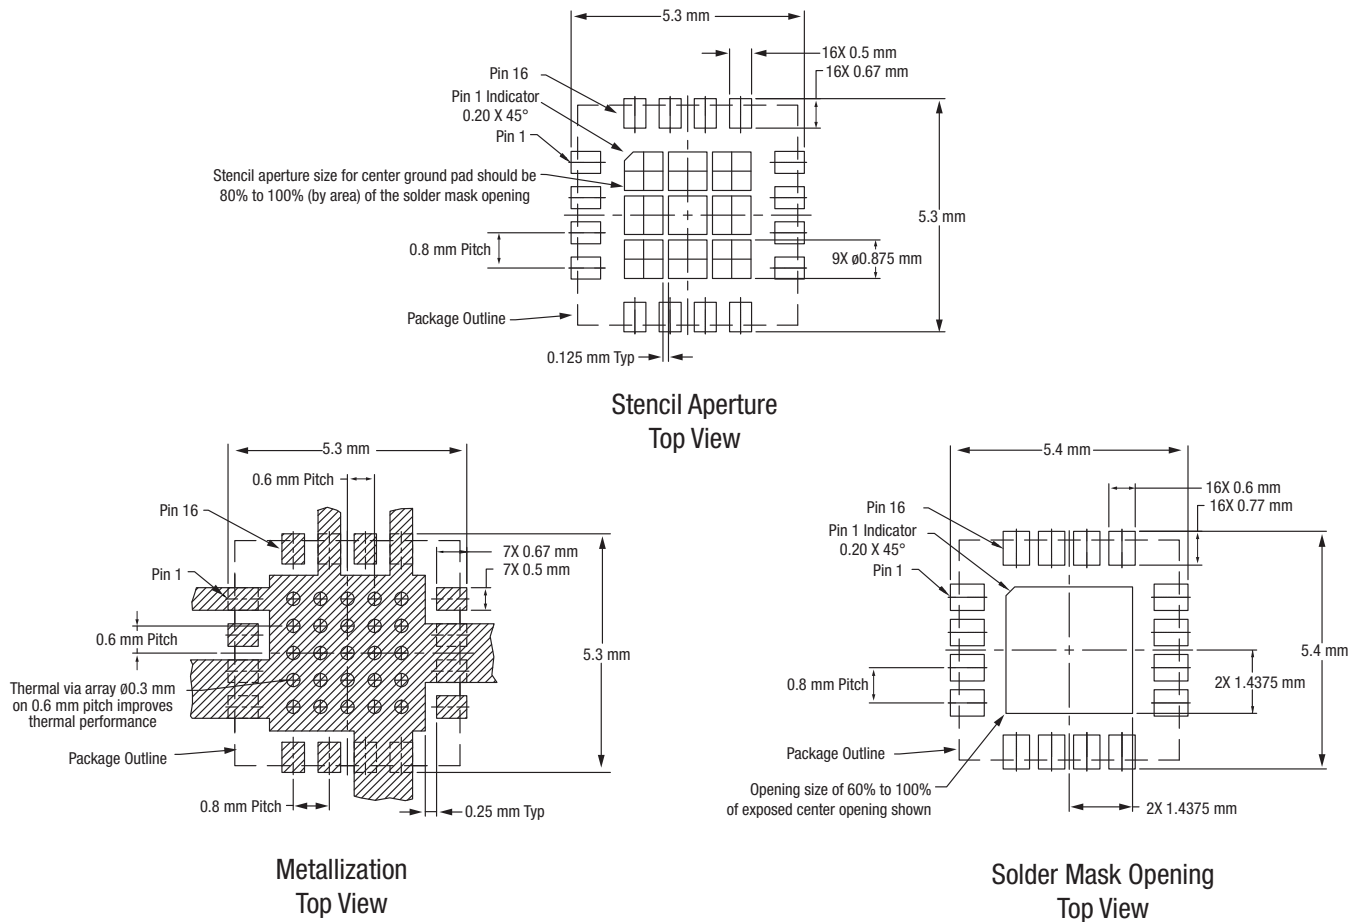 5.3 mm
16X 0.5 mm
16X 0.67 mm
Pin 16
Pin 1 Indicator
0.20 X 45°
Pin 1
Stencil aperture size for center ground pad should be
80% to 100% (by area) of the solder mask opening
5.3 mm
0.8 mm Pitch
9X ø0.875 mm
Package Outline
0.125 mm Typ
Stencil Aperture
Top View
5.3 mm
0.6 mm Pitch
Pin 16
7X 0.67 mm
7X 0.5 mm
Pin 1
0.6 mm Pitch
5.3 mm
Thermal via array ø0.3 mm
on 0.6 mm pitch improves
thermal performance
Package Outline
0.8 mm Pitch
0.25 mm Typ
Metallization
Top View
5.4 mm
16X 0.6 mm
16X 0.77 mm
Pin 16
Pin 1 Indicator
0.20 X 45°
Pin 1
5.4 mm
0.8 mm Pitch
2X 1.4375 mm
Package Outline
Opening size of 60% to 100%
of exposed center opening shown
2X 1.4375 mm
Solder Mask Opening
Top View